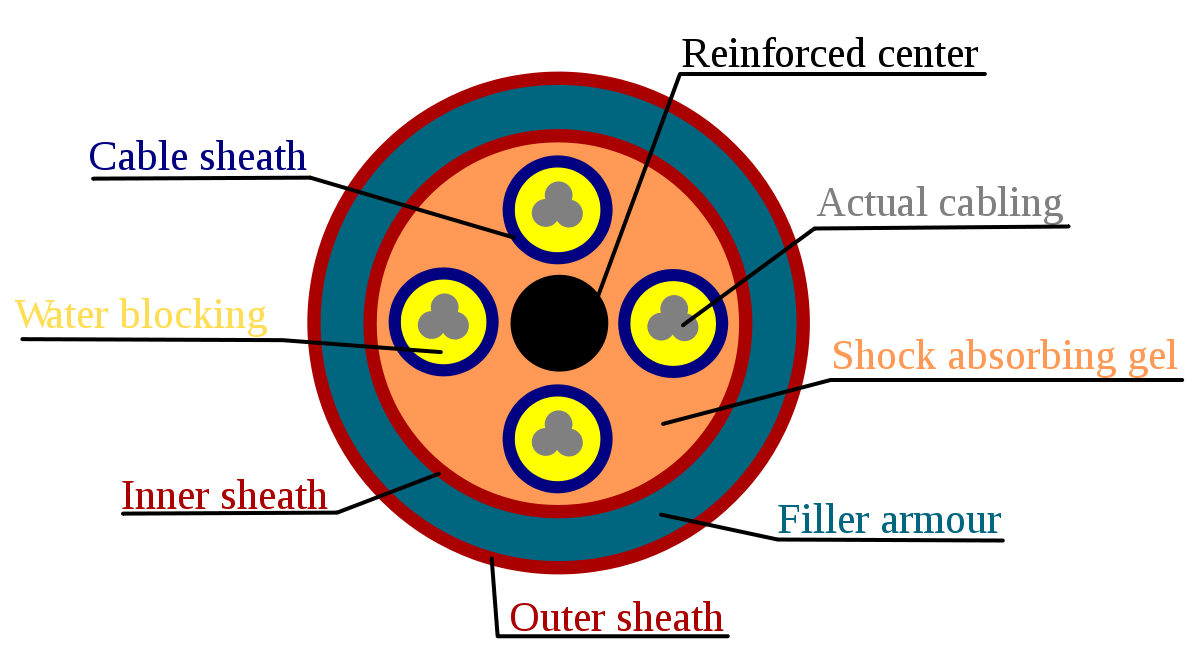 Reinforced center
Cable sheath
Actual cabling
Water blocking
Shock absorbing gel
Inner sheath
Filler armour
Outer sheath